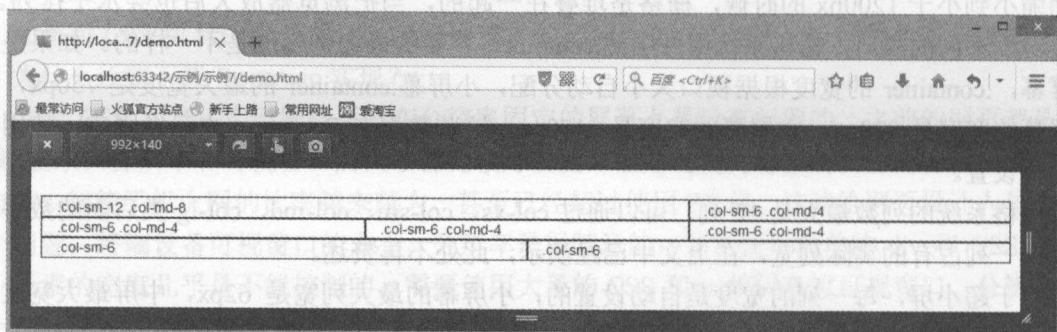 http://loca...7/demo.html
localhost:63342/示例/示例7/demo.html
百度 <Ctrl+K>
最常访问 火狐官方站点 新手上路 常用网址 爱淘宝
992×140
.col-sm-12 .col-md-8 .col-sm-6 .col-md-4
.col-sm-6 .col-md-4 .col-sm-6 .col-md-4 .col-sm-6 .col-md-4
.col-sm-6 .col-sm-6